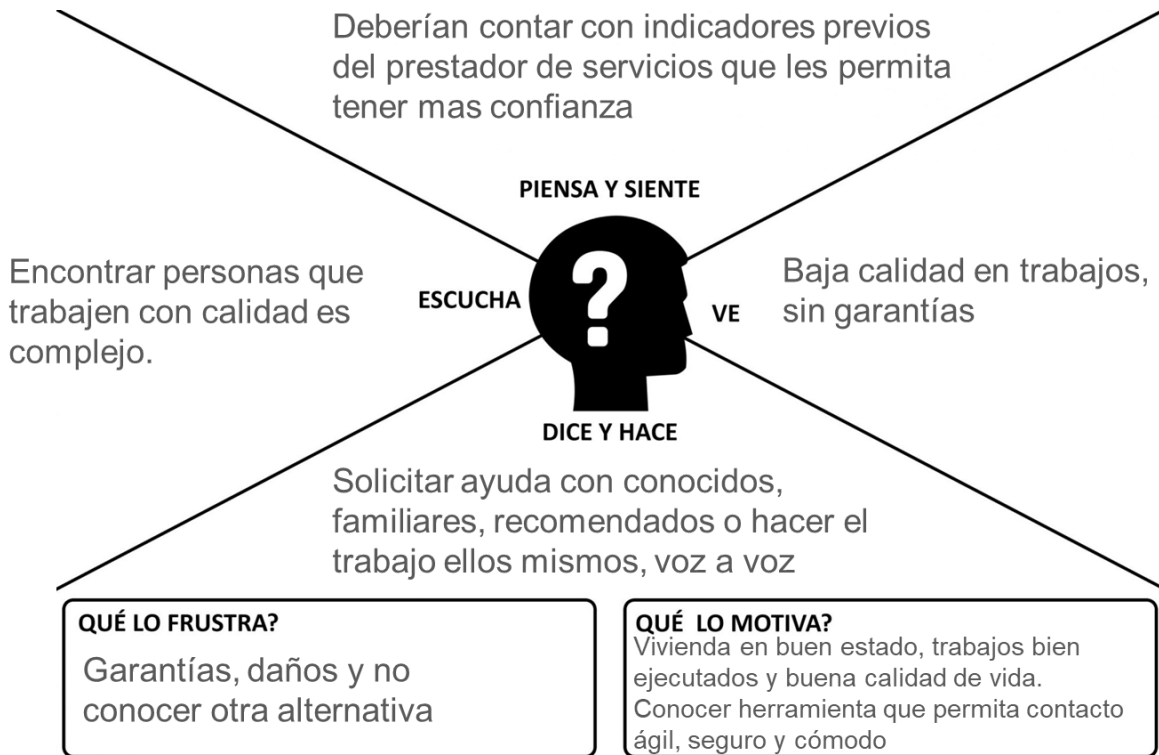 Deberían contar con indicadores previos
del prestador de servicios que les permita
tener mas confianza
PIENSA Y SIENTE
Encontrar personas que
trabajen con calidad es
complejo.
ESCUCHA
?
VE
Baja calidad en trabajos,
sin garantías
DICE Y HACE
Solicitar ayuda con conocidos,
familiares, recomendados o hacer el
trabajo ellos mismos, voz a voz
QUÉ LO FRUSTRA?
Garantías, daños y no
conocer otra alternativa
QUÉ  LO MOTIVA?
Vivienda en buen estado, trabajos bien
ejecutados y buena calidad de vida.
Conocer herramienta que permita contacto
ágil, seguro y cómodo